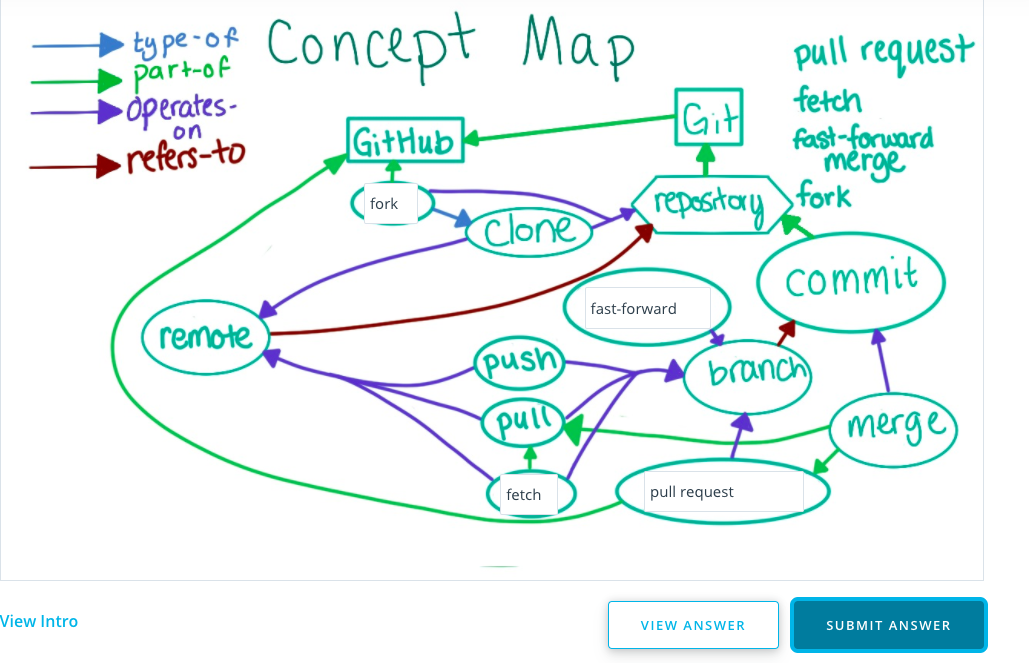 type-of
part-of
operates-
on
refers-to
Concept Map
pull request
fetch
fast-forward
merge
fork
GitHub
Git
fork
clone
repository
commit
fast-forward
remote
push
branch
pull
merge
fetch
pull request
View Intro
VIEW ANSWER
SUBMIT ANSWER